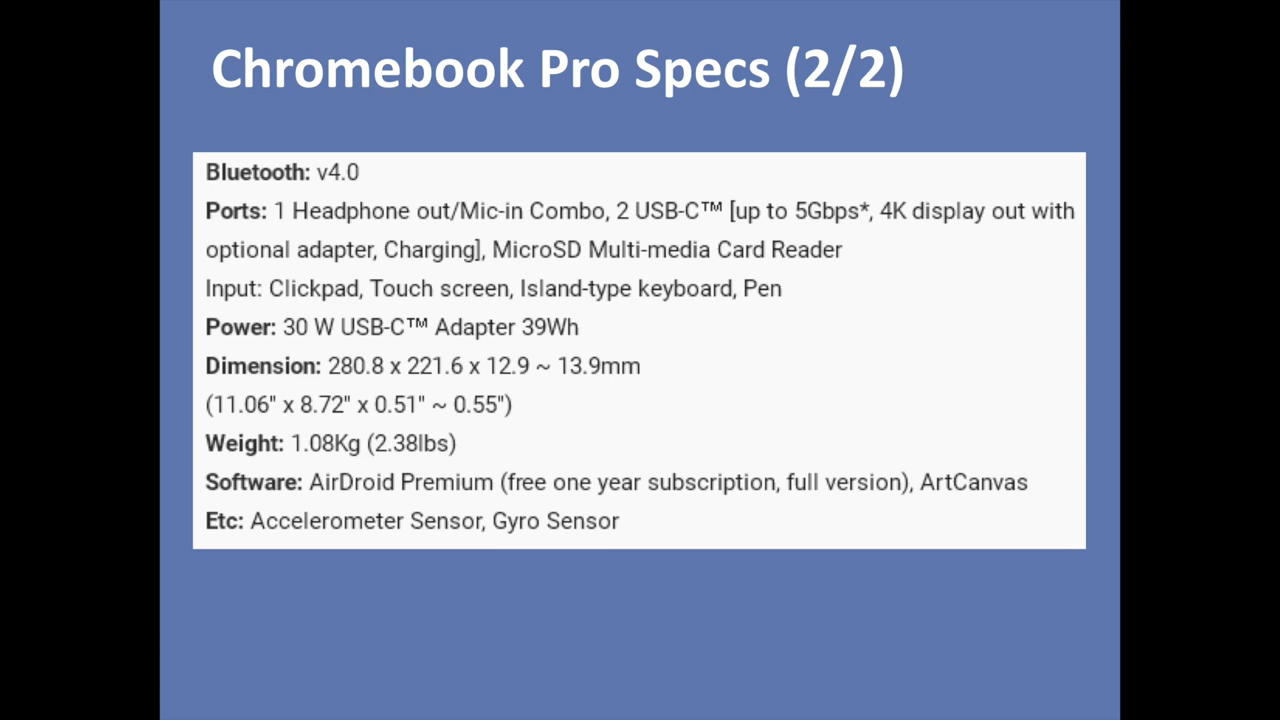 Chromebook Pro Specs (2/2)
Bluetooth: v4.0
Ports: 1 Headphone out/Mic-in Combo, 2 USB-C™ [up to 5Gbps*, 4K display out with
optional adapter, Charging], MicroSD Multi-media Card Reader
Input: Clickpad, Touch screen, Island-type keyboard, Pen
Power: 30 W USB-C™ Adapter 39Wh
Dimension: 280.8 x 221.6 x 12.9 ~ 13.9mm
(11.06" x 8.72" x 0.51" ~ 0.55")
Weight: 1.08Kg (2.38lbs)
Software: AirDroid Premium (free one year subscription, full version), ArtCanvas
Etc: Accelerometer Sensor, Gyro Sensor